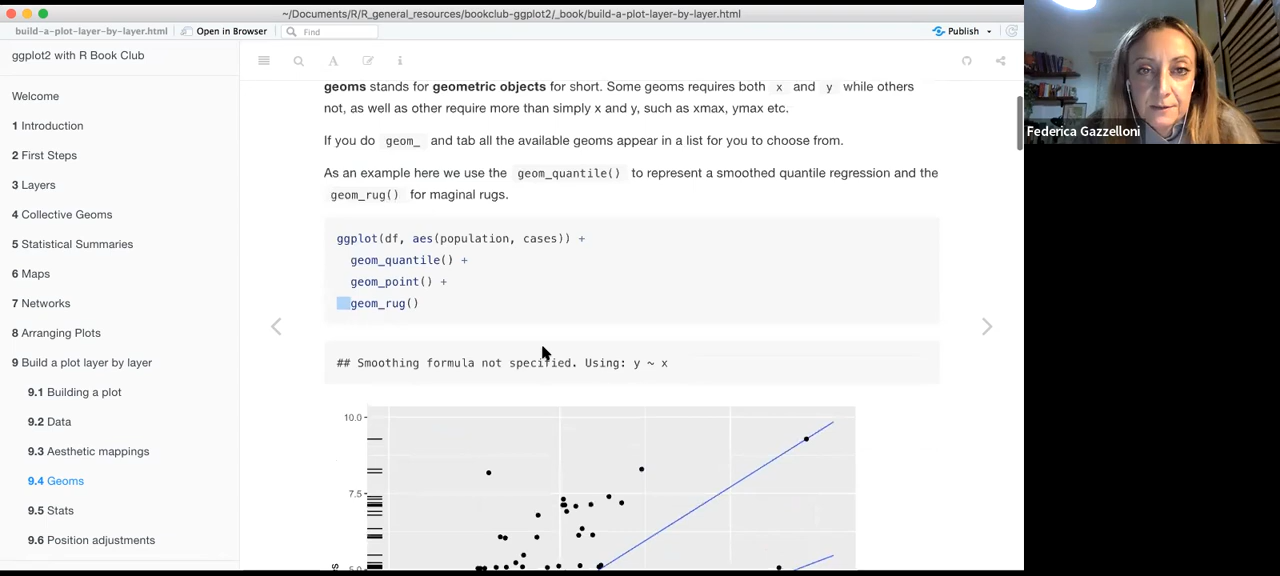 ~/Documents/R/R_general_resources/bookclub-ggplot2/_book/build-a-plot-layer-by-layer.html
build-a-plot-layer-by-layer.html
Open in Browser
Find
Publish
ggplot2 with R Book Club
Welcome
1 Introduction
2 First Steps
3 Layers
4 Collective Geoms
5 Statistical Summaries
6 Maps
7 Networks
8 Arranging Plots
9 Build a plot layer by layer
9.1 Building a plot
9.2 Data
9.3 Aesthetic mappings
9.4 Geoms
9.5 Stats
9.6 Position adjustments
A
i
geoms stands for geometric objects for short. Some geoms requires both x and y while others
not, as well as other require more than simply x and y, such as xmax, ymax etc.
If you do geom_ and tab all the available geoms appear in a list for you to choose from.
As an example here we use the geom_quantile() to represent a smoothed quantile regression and the
geom_rug() for maginal rugs.
ggplot(df, aes(population, cases)) +
geom_quantile() +
geom_point() +
geom_rug()
## Smoothing formula not specified. Using: y ~ x
10.0
7.5
5.0
Federica Gazzelloni